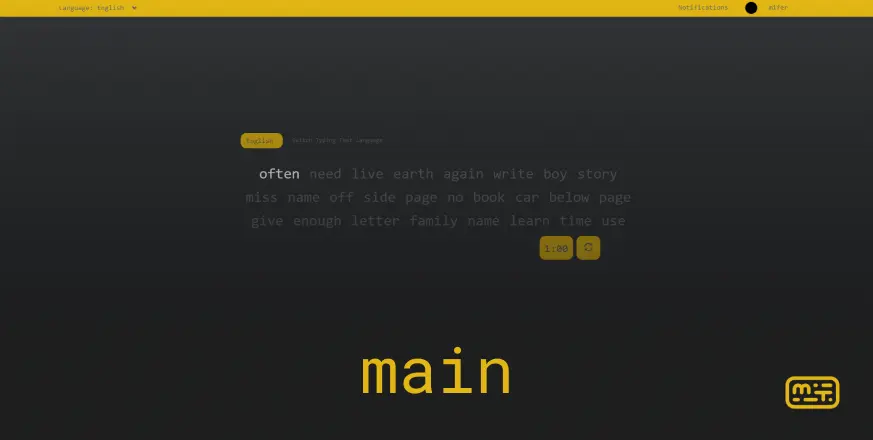 Language: English
Notifications
Alfer
English
Select Typing Test Language
often need live earth again write boy story
miss name off side page no book car below page
give enough letter family name learn time use
1:00
main